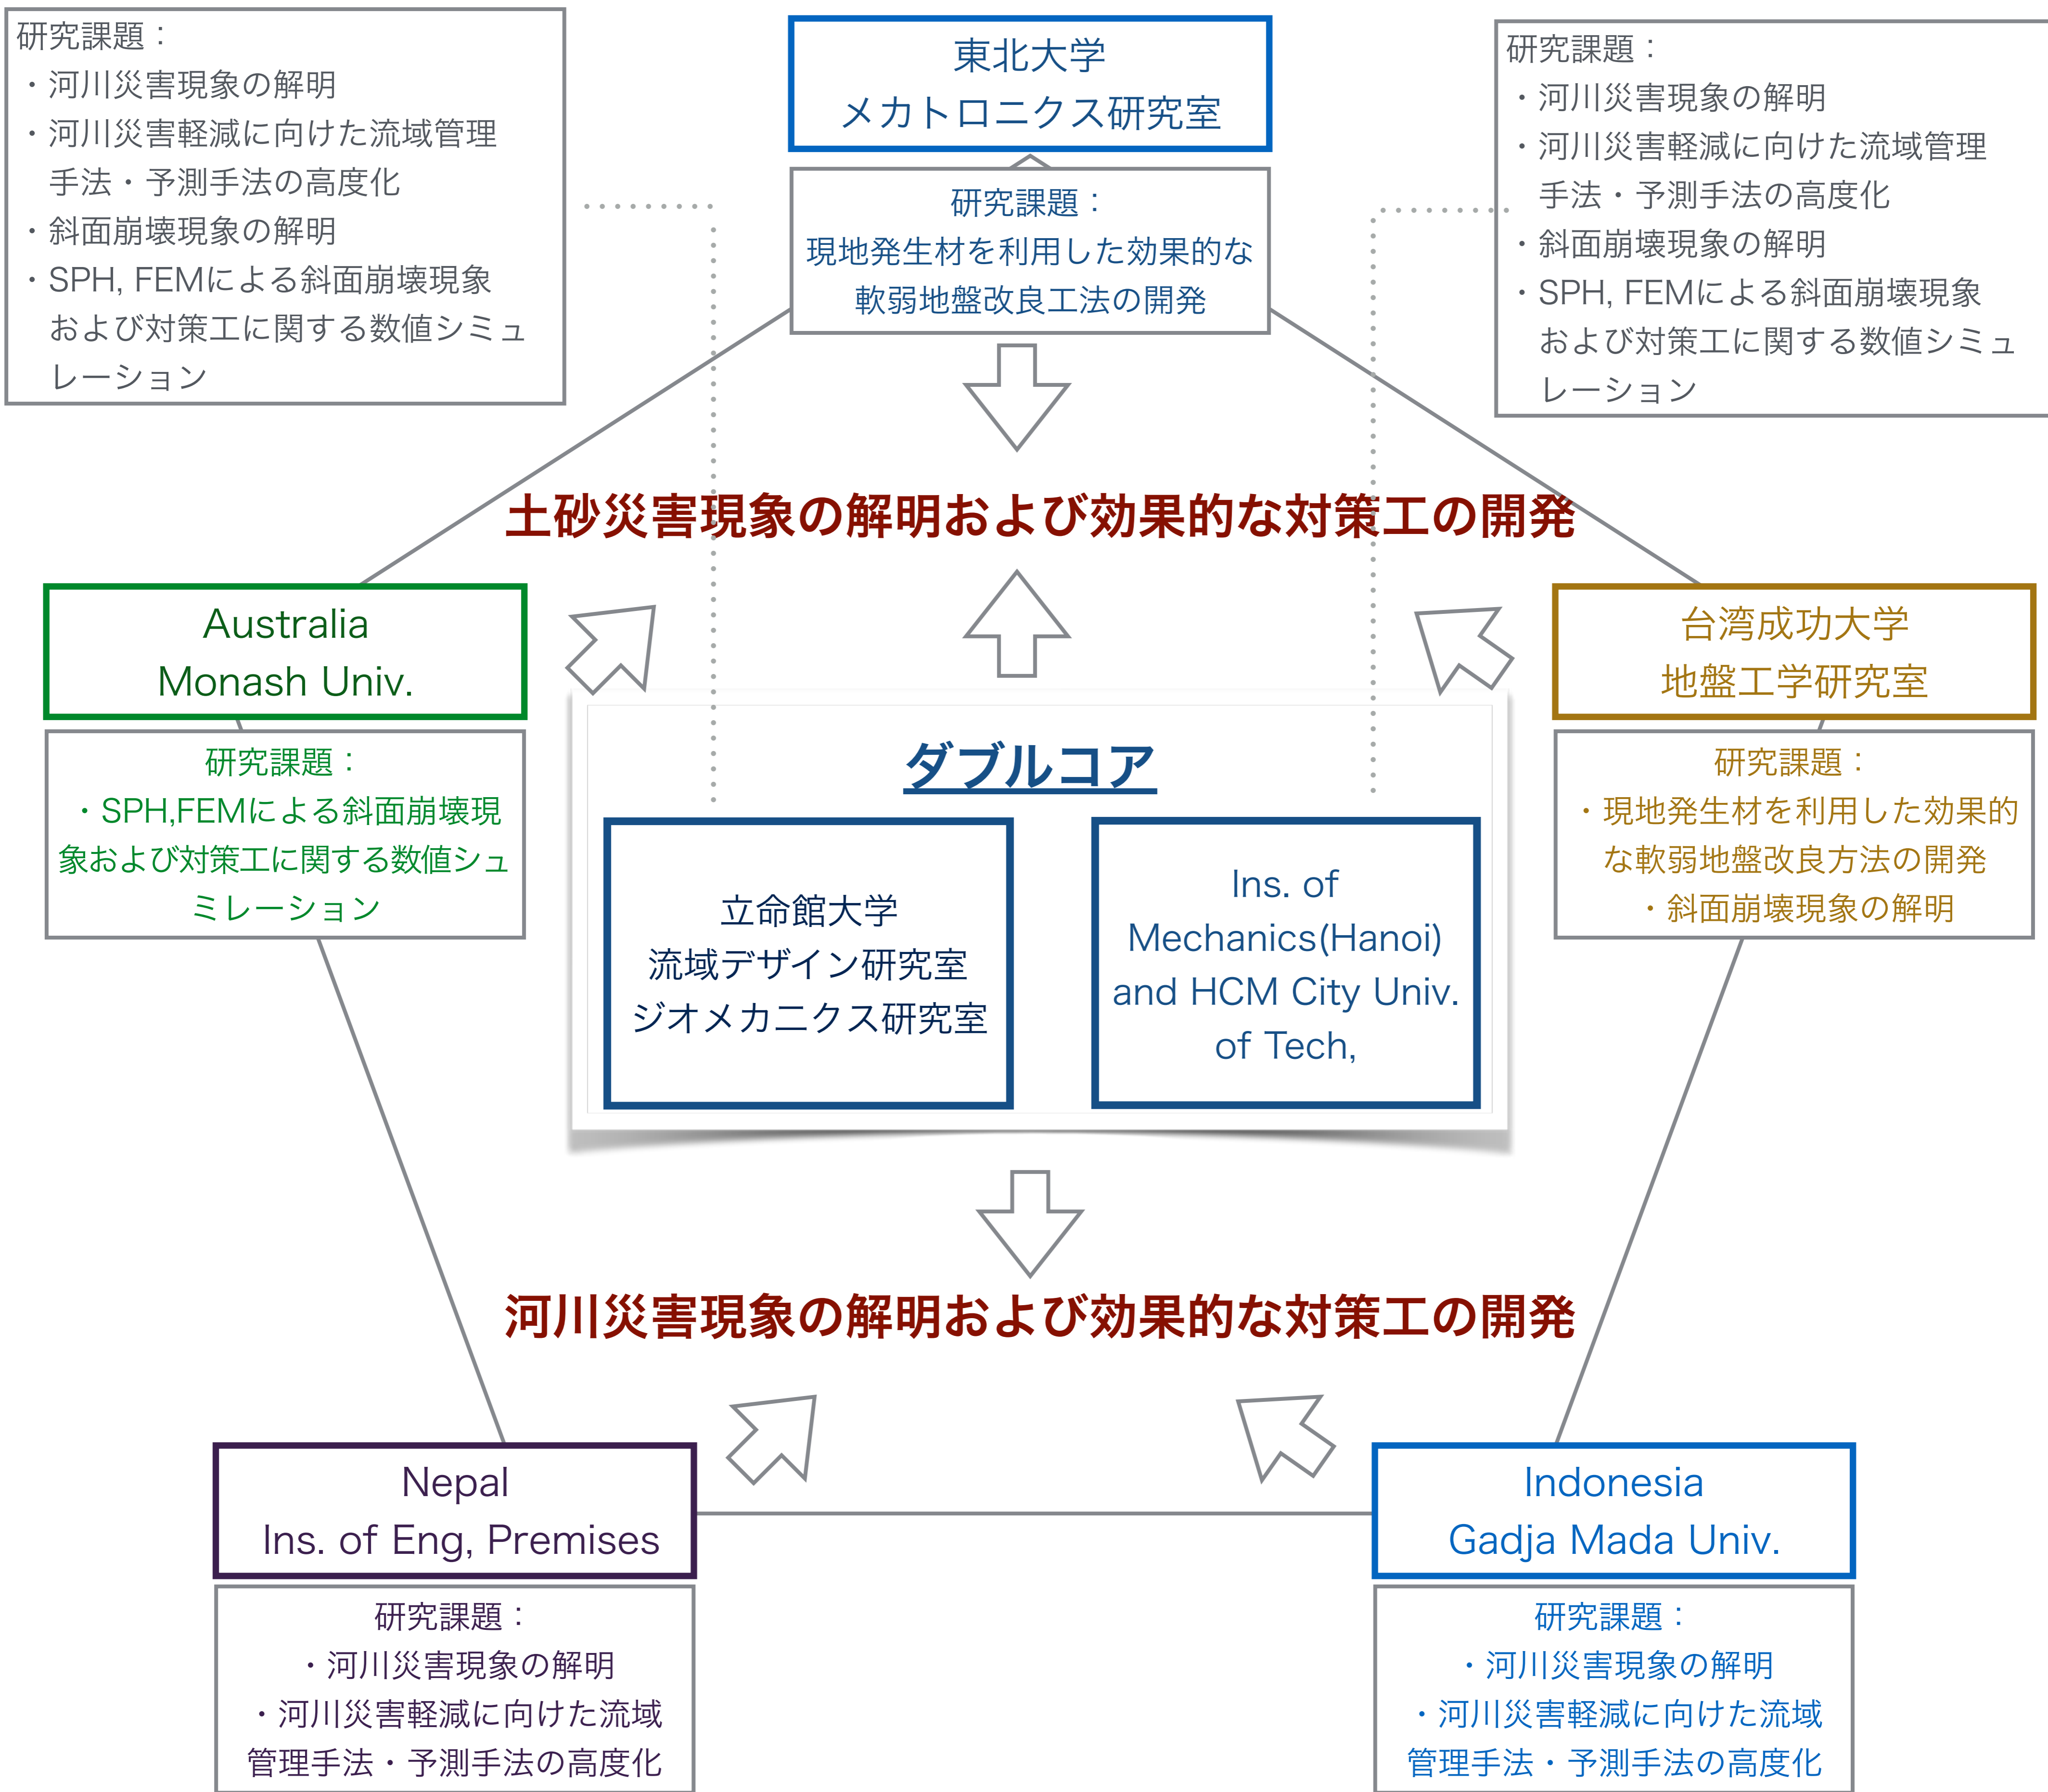 研究課題：
・河川災害現象の解明
・河川災害軽減に向けた流域管理
手法・予測手法の高度化
・斜面崩壊現象の解明
・SPH, FEMによる斜面崩壊現象
および対策工に関する数値シミュ
レーション
東北大学
メカトロニクス研究室
研究課題：
現地発生材を利用した効果的な
軟弱地盤改良工法の開発
研究課題：
・河川災害現象の解明
・河川災害軽減に向けた流域管理
手法・予測手法の高度化
・斜面崩壊現象の解明
・SPH, FEMによる斜面崩壊現象
および対策工に関する数値シミュ
レーション
土砂災害現象の解明および効果的な対策工の開発
Australia
Monash Univ.
研究課題：
・SPH,FEMによる斜面崩壊現
象および対策工に関する数値シュ
ミレーション
台湾成功大学
地盤工学研究室
研究課題：
・現地発生材を利用した効果的
な軟弱地盤改良方法の開発
・斜面崩壊現象の解明
ダブルコア
立命館大学
流域デザイン研究室
ジオメカニクス研究室
Ins. of
Mechanics(Hanoi)
and HCM City Univ.
of Tech,
河川災害現象の解明および効果的な対策工の開発
Nepal
Ins. of Eng, Premises
研究課題：
・河川災害現象の解明
・河川災害軽減に向けた流域
管理手法・予測手法の高度化
Indonesia
Gadja Mada Univ.
研究課題：
・河川災害現象の解明
・河川災害軽減に向けた流域
管理手法・予測手法の高度化